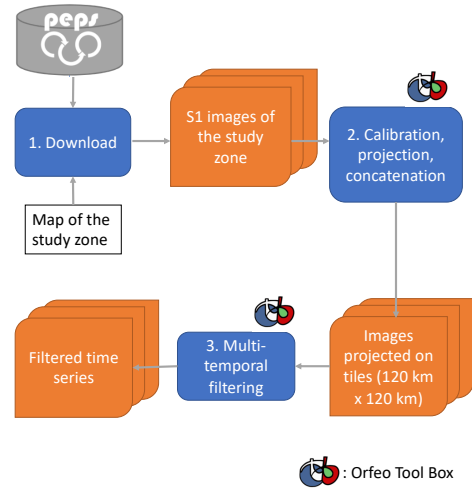 peps
1. Download
S1 images of
the study
zone
2. Calibration,
projection,
concatenation
Map of the
study zone
Filtered time
series
3. Multi-
temporal
filtering
Images
projected on
tiles (120 km
x 120 km)
: Orfeo Tool Box